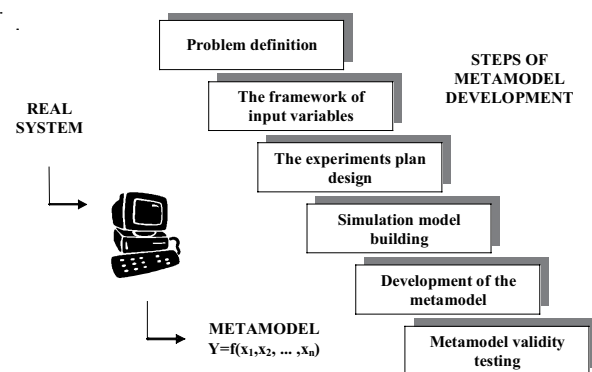 Problem definition
STEPS OF
METAMODEL
DEVELOPMENT
The framework of
input variables
REAL
SYSTEM
The experiments plan
design
Simulation model
building
Development of the
metamodel
METAMODEL
Y=f(x₁,x₂, ... ,xₙ)
Metamodel validity
testing